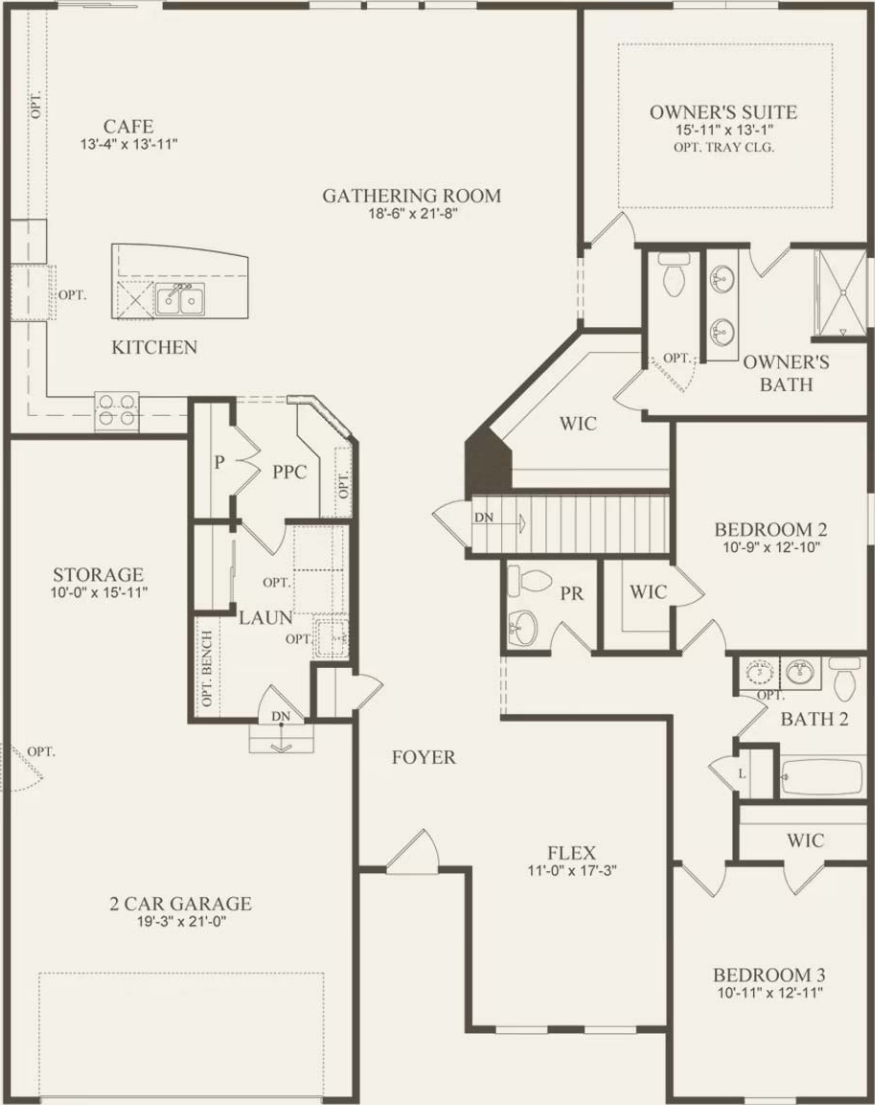 OWNER'S SUITE
15'-11" x 13'-1"
OPT. TRAY CLG.
OPT.
CAFE
13'-4" x 13'-11"
GATHERING ROOM
18'-6" x 21'-8"
OPT.
KITCHEN
OPT.
OWNER'S
BATH
WIC
P
PPC
OPT.
DN
BEDROOM 2
10'-9" x 12'-10"
STORAGE
10'-0" x 15'-11"
OPT.
LAUN
OPT.
OPT. BENCH
PR
WIC
DN
OPT.
BATH 2
OPT.
FOYER
L
WIC
FLEX
11'-0" x 17'-3"
2 CAR GARAGE
19'-3" x 21'-0"
BEDROOM 3
10'-11" x 12'-11"